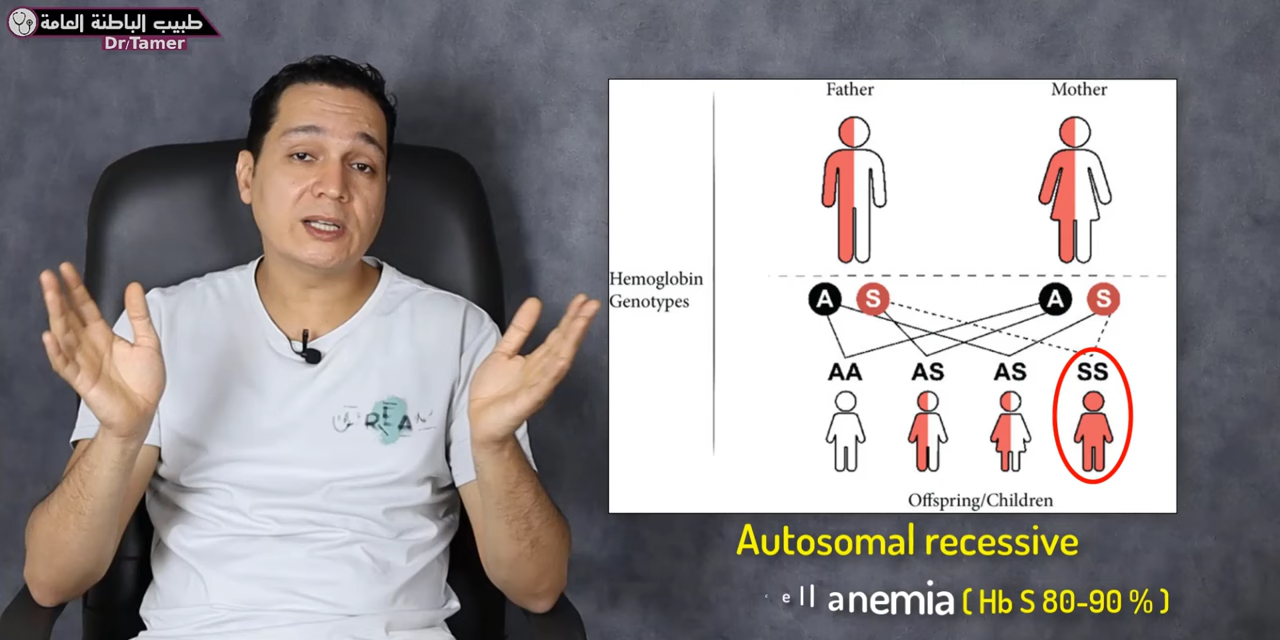 طبيب الباطنة العامة
Dr/Tamer
Father
Mother
Hemoglobin
Genotypes
A S A S
AA AS AS SS
Offspring/Children
Autosomal recessive
ell anemia ( Hb S 80-90 % )